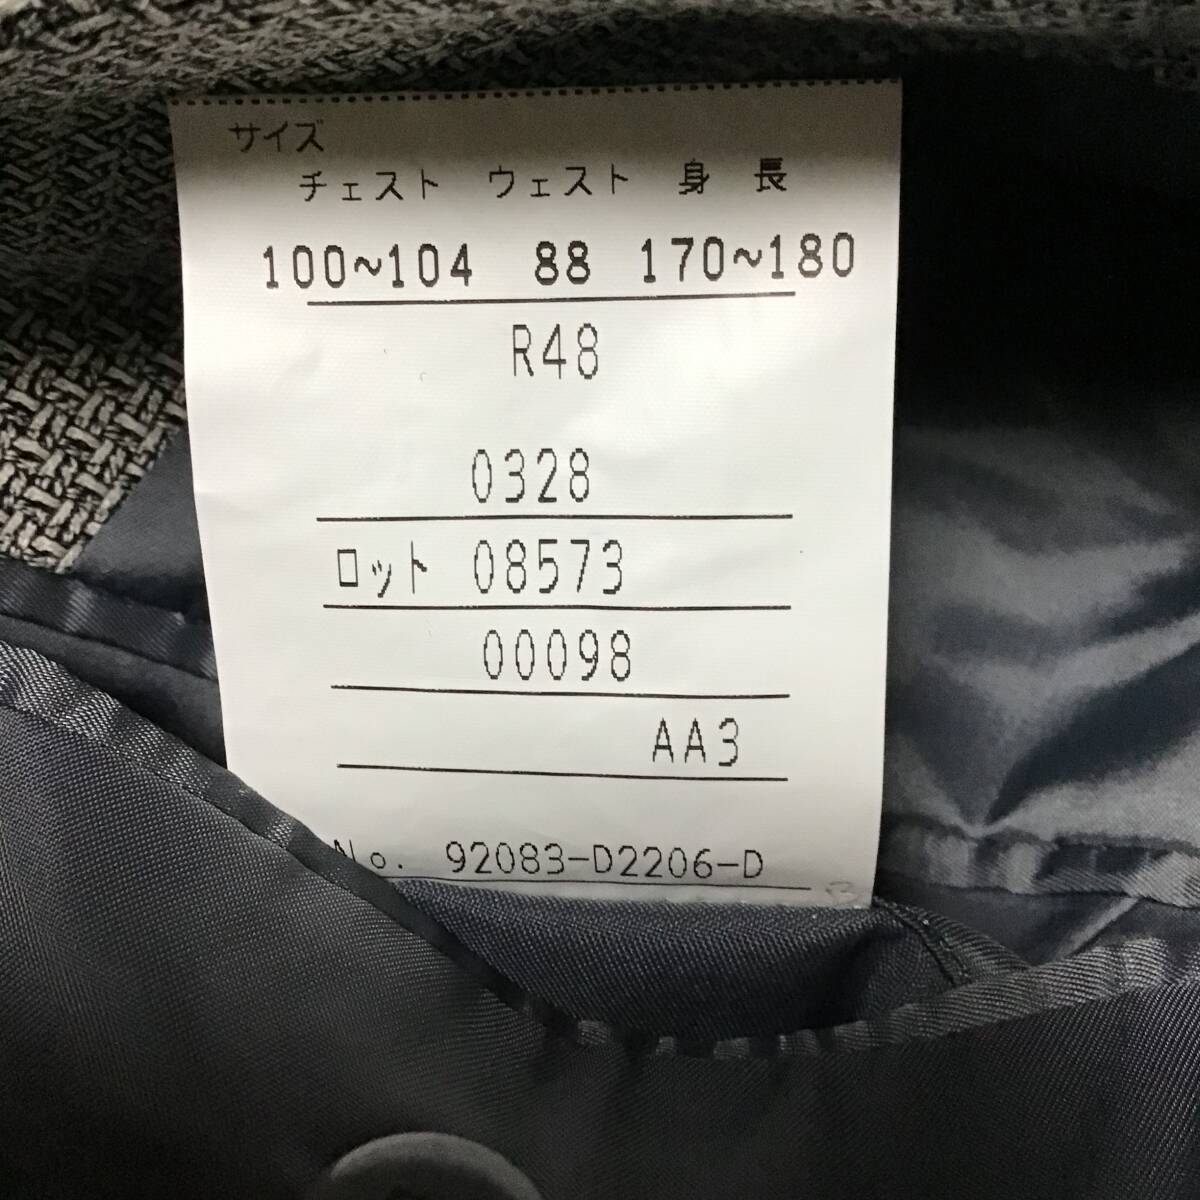 サイズ
チェスト ウェスト 身長
100~104 88 170~180
R48
0328
ロット 08573
00098
AA3
No. 92083-D2206-D